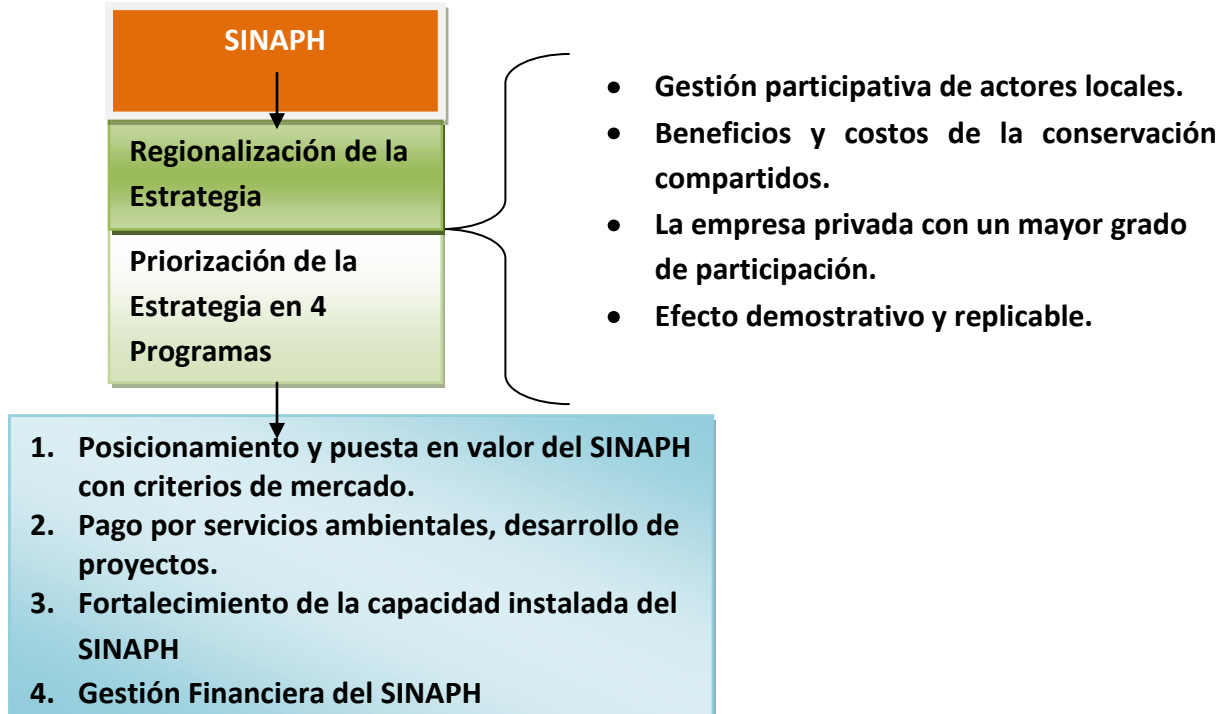 SINAPH
Regionalización de la
Estrategia
Priorización de la
Estrategia en 4
Programas
• Gestión participativa de actores locales.
• Beneficios y costos de la conservación
compartidos.
• La empresa privada con un mayor grado
de participación.
• Efecto demostrativo y replicable.
1. Posicionamiento y puesta en valor del SINAPH
con criterios de mercado.
2. Pago por servicios ambientales, desarrollo de
proyectos.
3. Fortalecimiento de la capacidad instalada del
SINAPH
4. Gestión Financiera del SINAPH